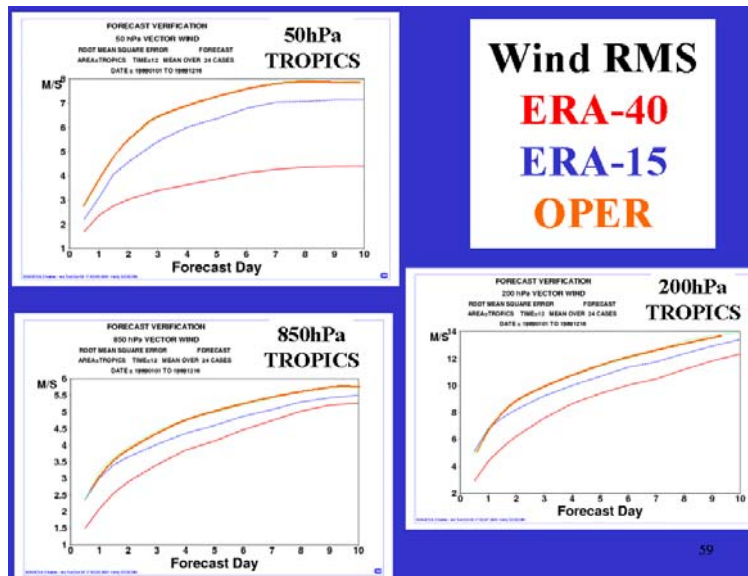 FORECAST VERIFICATION
50 hPa VECTOR WIND
ROOT MEAN SQUARE ERROR FORECAST
AREA=TROPICS TIME=12 MEAN OVER 24 CASES
50hPa
TROPICS
M/S
8
7
6
5
4
3
2
1
0 1 2 3 4 5 6 7 8 9 10
Forecast Day
Wind RMS
ERA-40
ERA-15
OPER
FORECAST VERIFICATION
850 hPa VECTOR WIND
ROOT MEAN SQUARE ERROR FORECAST
AREA=TROPICS TIME=12 MEAN OVER 24 CASES
850hPa
TROPICS
M/S
6
5.5
5
4.5
4
3.5
3
2.5
2
1.5
1
0 1 2 3 4 5 6 7 8 9 10
Forecast Day
FORECAST VERIFICATION
200 hPa VECTOR WIND
ROOT MEAN SQUARE ERROR FORECAST
AREA=TROPICS TIME=12 MEAN OVER 24 CASES
200hPa
TROPICS
M/S
14
12
10
8
6
4
2
0 1 2 3 4 5 6 7 8 9 10
Forecast Day
59